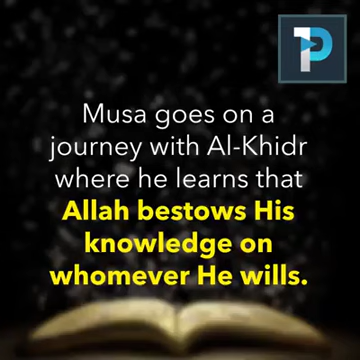 1P
Musa goes on a
journey with Al-Khidr
where he learns that
Allah bestows His
knowledge on
whomever He wills.